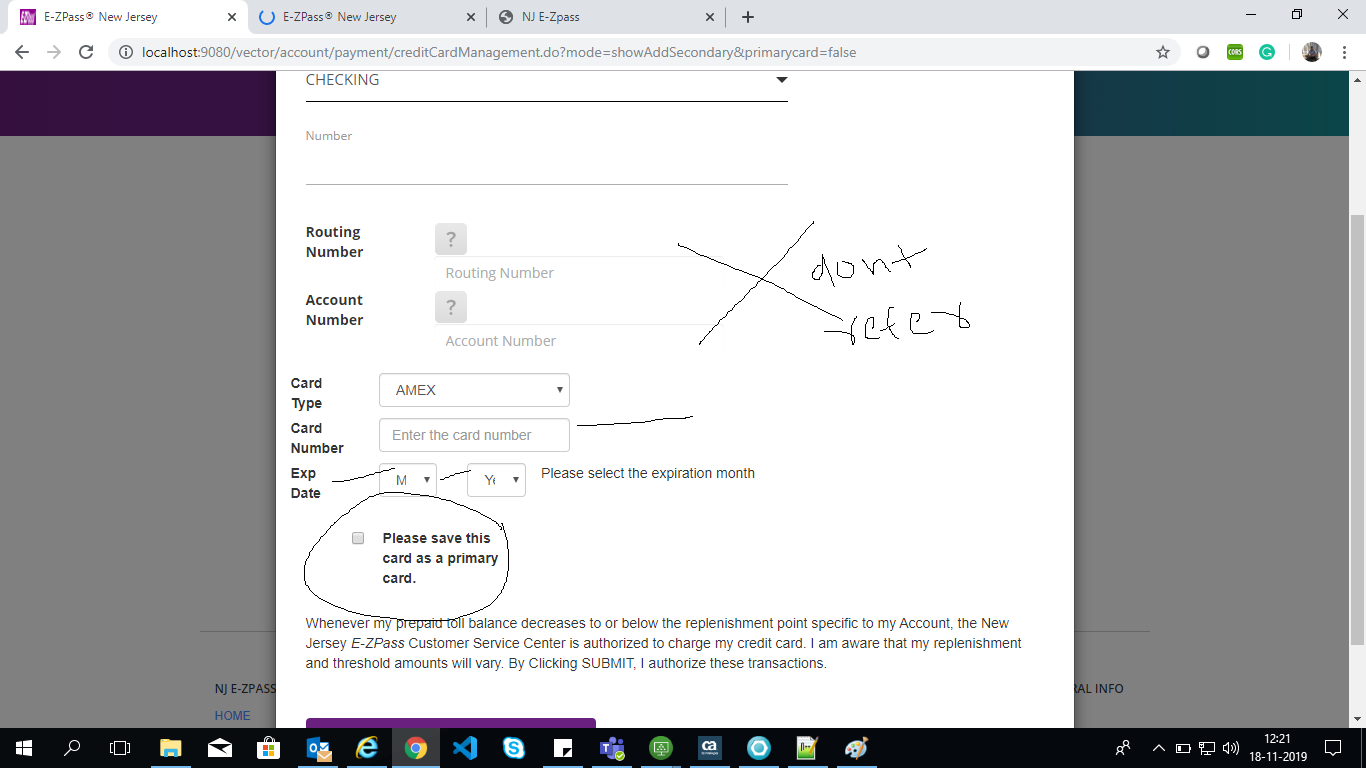 E-ZPass® New Jersey
E-ZPass® New Jersey
NJ E-Zpass
localhost:9080/vector/account/payment/creditCardManagement.do?mode=showAddSecondary&primarycard=false
CORS
CHECKING
Number
Routing
Number
?
Routing Number
dont
refer
Account
Number
?
Account Number
Card
Type
AMEX
Card
Number
Enter the card number
Exp
Date
M
Ye
Please select the expiration month
Please save this
card as a primary
card.
Whenever my prepaid toll balance decreases to or below the replenishment point specific to my Account, the New
Jersey E-ZPass Customer Service Center is authorized to charge my credit card. I am aware that my replenishment
and threshold amounts will vary. By Clicking SUBMIT, I authorize these transactions.
NJ E-ZPASS
RAL INFO
HOME
12:21
18-11-2019